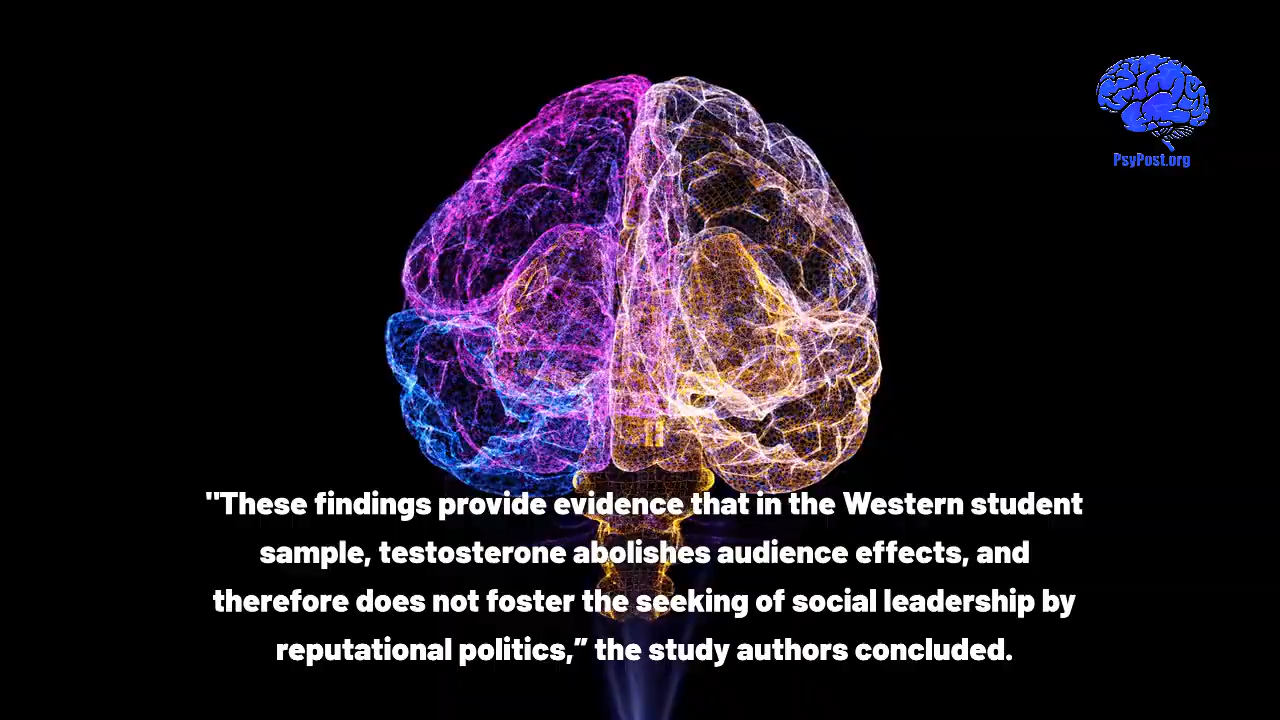 PsyPost.org
"These findings provide evidence that in the Western student
sample, testosterone abolishes audience effects, and
therefore does not foster the seeking of social leadership by
reputational politics,” the study authors concluded.